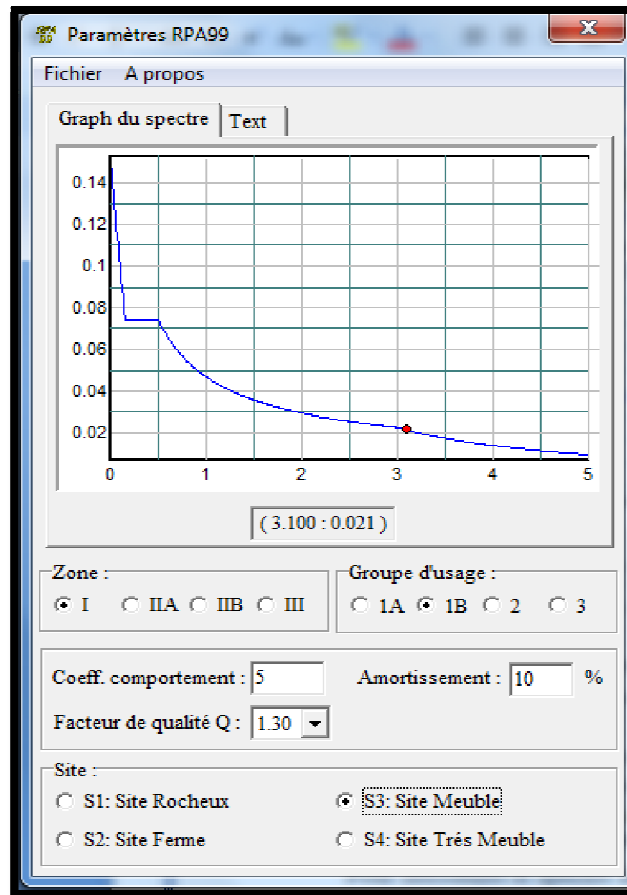 Paramètres RPA99
Fichier A propos
Graph du spectre Text
0.14
0.12
0.1
0.08
0.06
0.04
0.02
0 1 2 3 4 5
( 3.100 : 0.021 )
Zone :
I IIA IIB III
Groupe d'usage :
1A 1B 2 3
Coeff. comportement : 5 Amortissement : 10 %
Facteur de qualité Q : 1.30
Site :
S1: Site Rocheux S3: Site Meuble
S2: Site Ferme S4: Site Trés Meuble